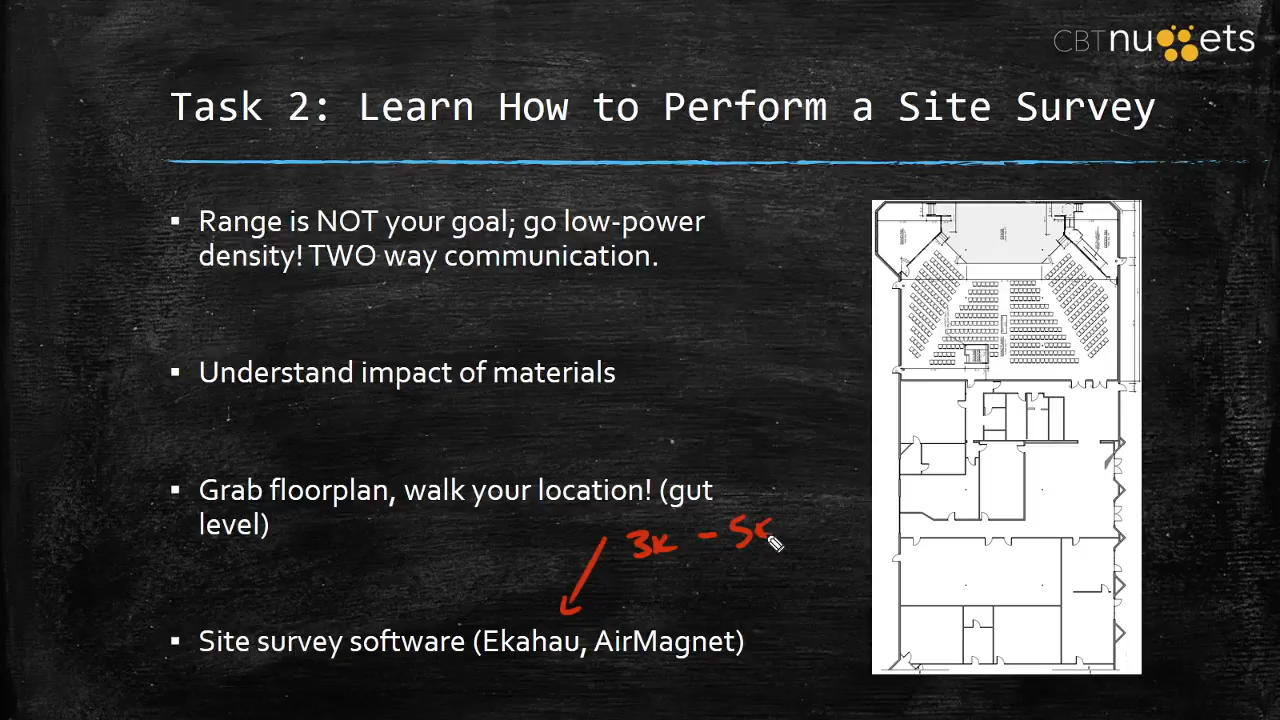 CBTnuggets
Task 2: Learn How to Perform a Site Survey
▪ Range is NOT your goal; go low-power
density! TWO way communication.
▪ Understand impact of materials
▪ Grab floorplan, walk your location! (gut
level)
3k - 5k
▪ Site survey software (Ekahau, AirMagnet)